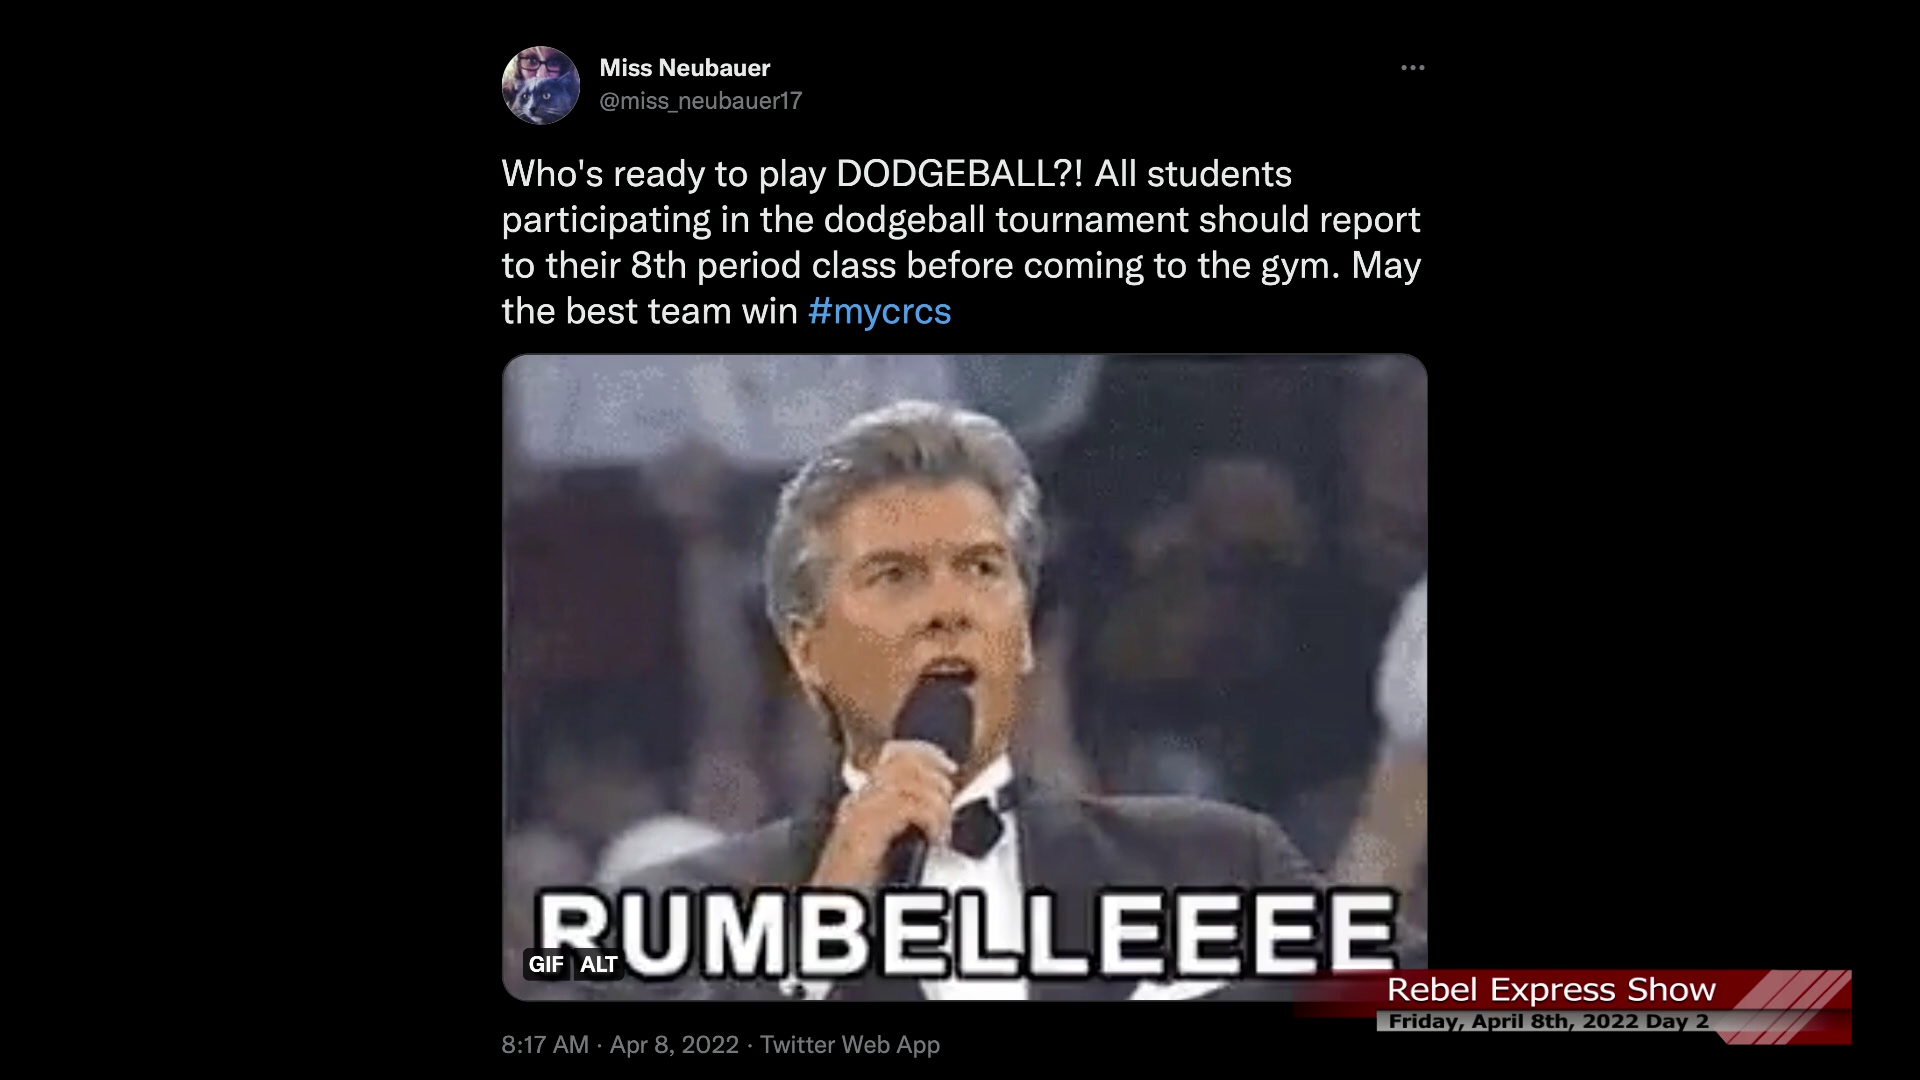 Miss Neubauer
@miss_neubauer17
Who's ready to play DODGEBALL?! All students
participating in the dodgeball tournament should report
to their 8th period class before coming to the gym. May
the best team win #mycrcs
RUMBELLEEEE
GIF ALT
Rebel Express Show
Friday, April 8th, 2022 Day 2
8:17 AM · Apr 8, 2022 · Twitter Web App